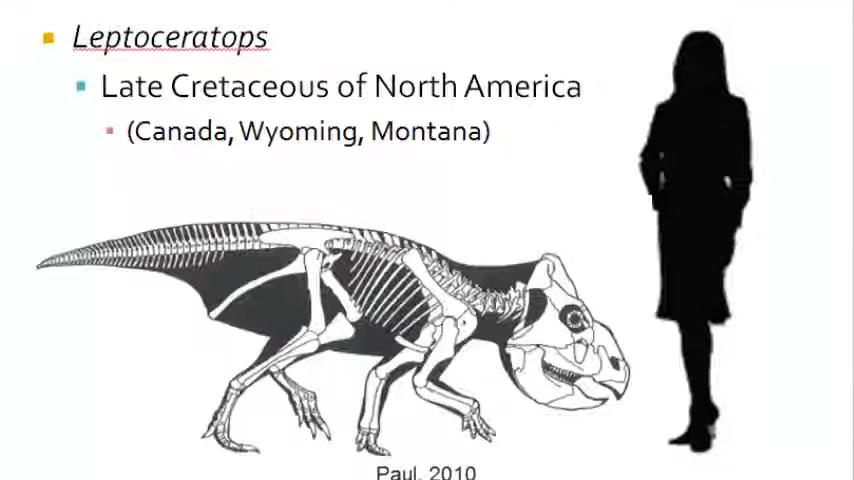 Leptoceratops
Late Cretaceous of North America
(Canada, Wyoming, Montana)
Paul, 2010